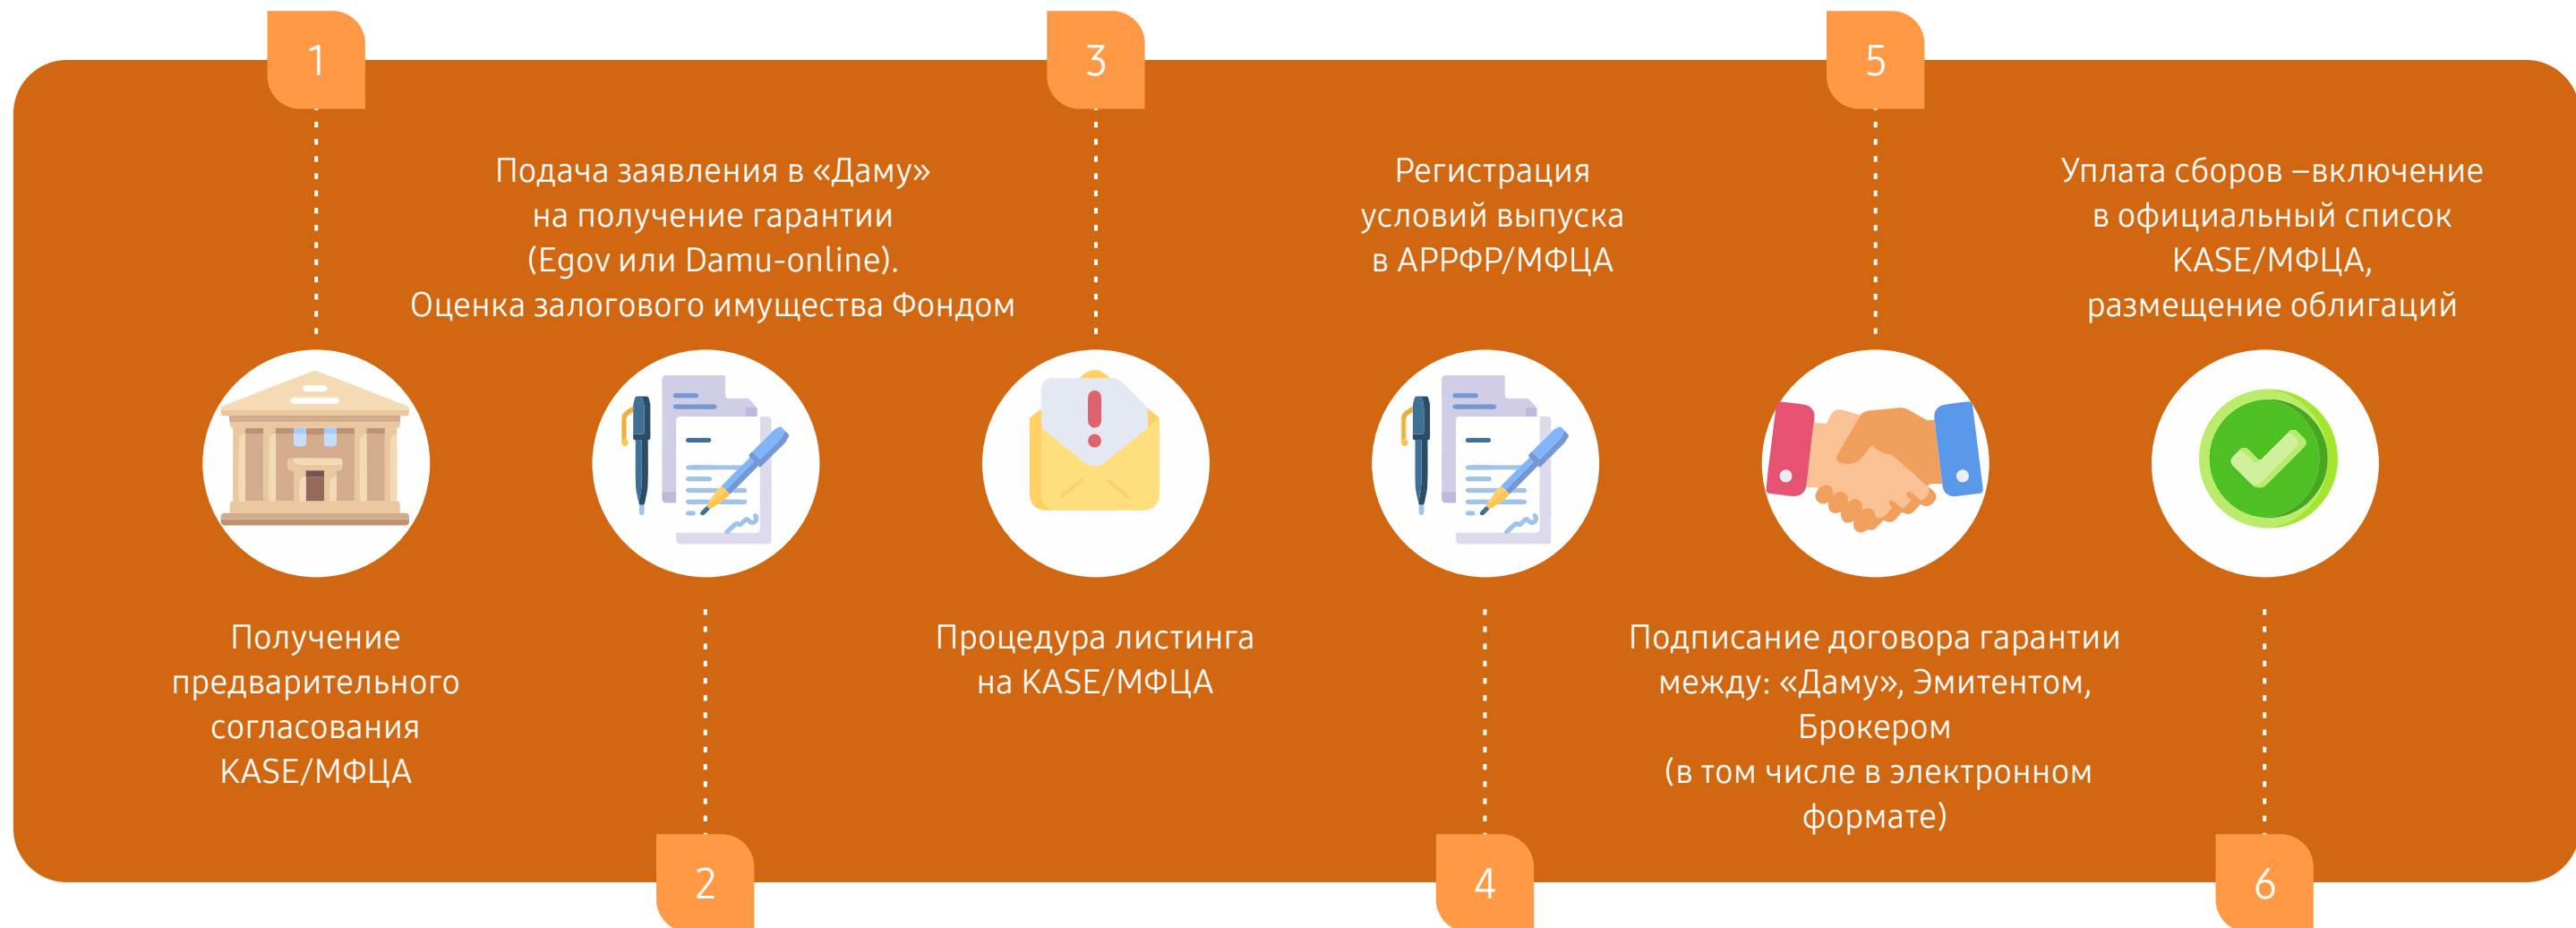 1
Получение
предварительного
согласования
KASE/МФЦА
Подача заявления в «Даму»
на получение гарантии
(Egov или Damu-online).
Оценка залогового имущества Фондом
2
3
Процедура листинга
на KASE/МФЦА
Регистрация
условий выпуска
в АРРФР/МФЦА
4
5
Подписание договора гарантии
между: «Даму», Эмитентом,
Брокером
(в том числе в электронном
формате)
Уплата сборов –включение
в официальный список
KASE/МФЦА,
размещение облигаций
6